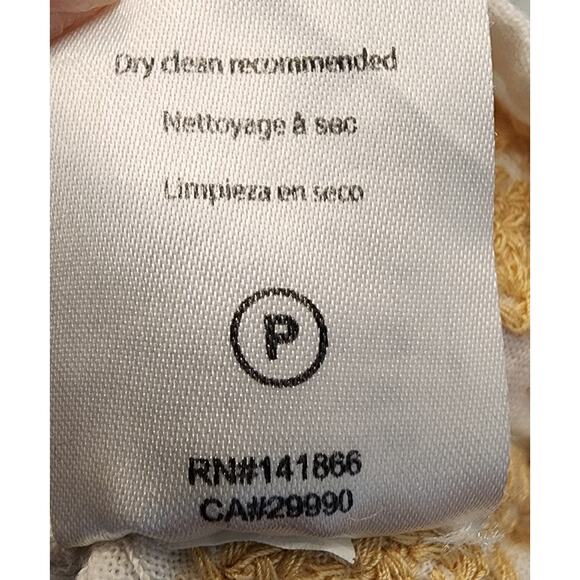 Dry clean recommended
Nettoyage à sec
Limpieza en seco
P
RN#141866
CA#29990